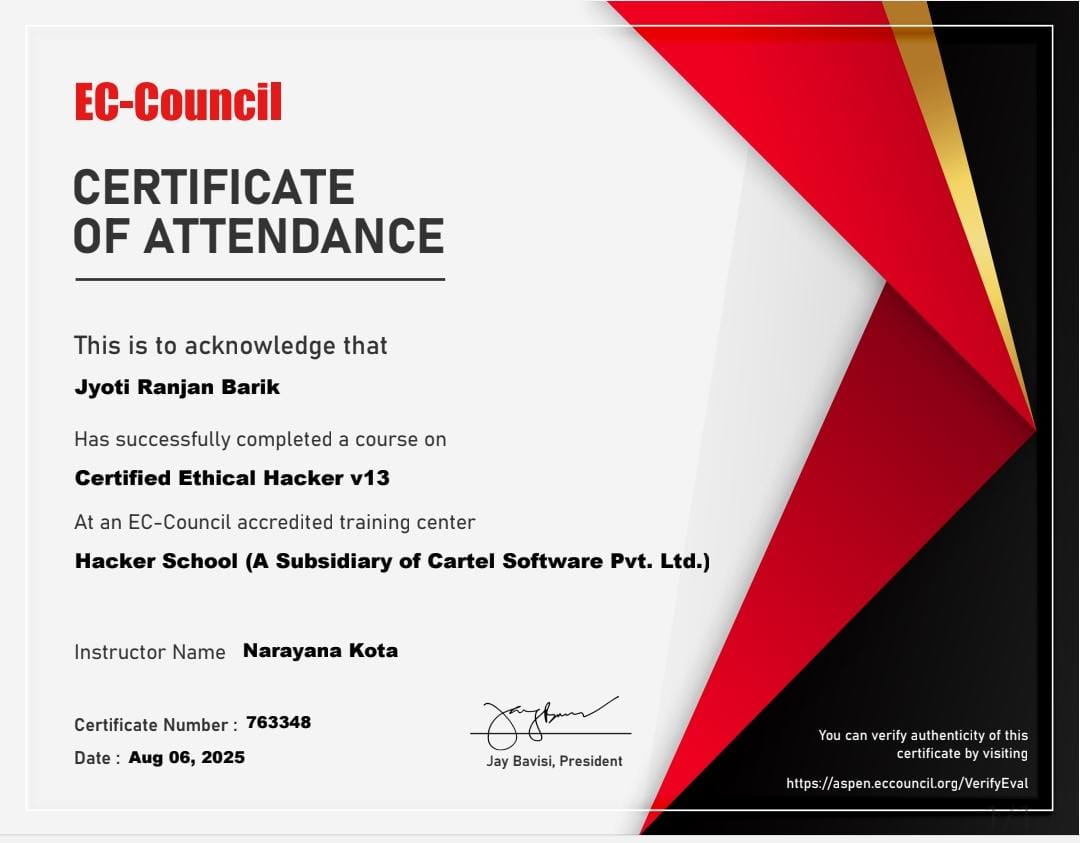 EC-Council
CERTIFICATE
OF ATTENDANCE
This is to acknowledge that
Jyoti Ranjan Barik
Has successfully completed a course on
Certified Ethical Hacker v13
At an EC-Council accredited training center
Hacker School (A Subsidiary of Cartel Software Pvt. Ltd.)
Instructor Name Narayana Kota
Certificate Number : 763348
Date : Aug 06, 2025
Jay Bavisi, President
You can verify authenticity of this
certificate by visiting
https://aspen.eccouncil.org/VerifyEval